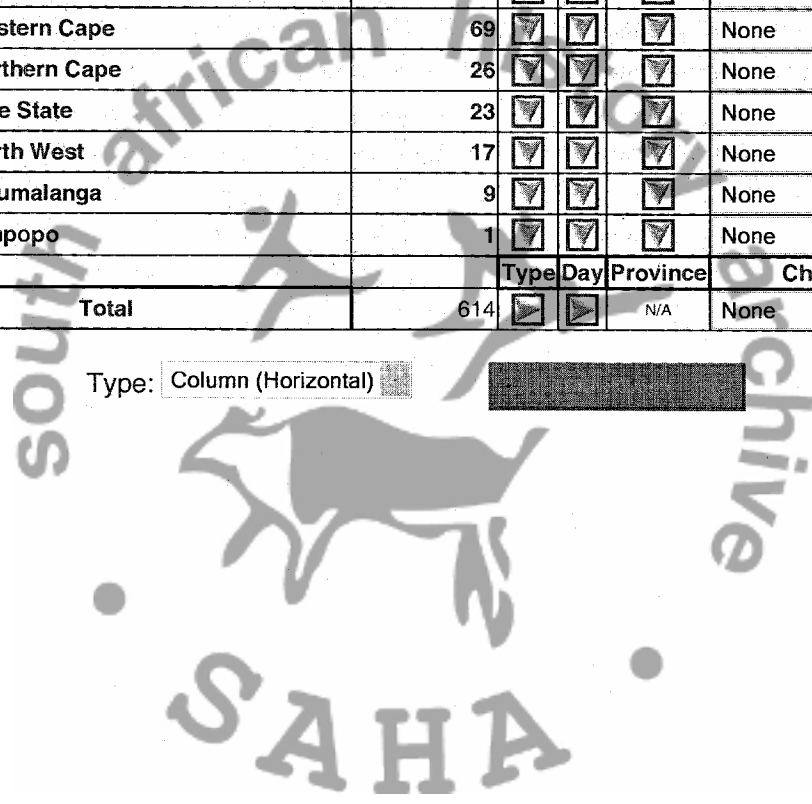 stern Cape 69 None
rthern Cape 26 None
e State 23 None
rth West 17 None
umalanga 9 None
popo 1 None
Type Day Province Ch
Total 614 N/A None
Type: Column (Horizontal)
south african history archive
SAHA